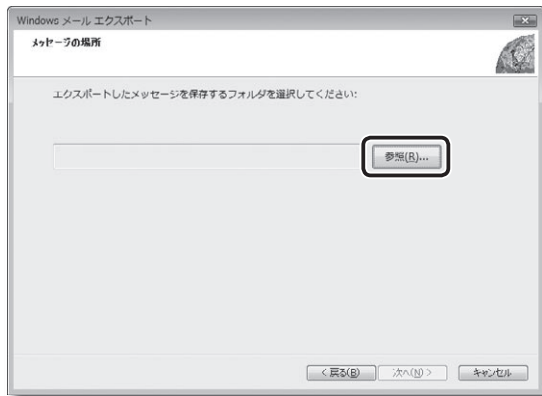 Windows メール エクスポート
メッセージの場所
エクスポートしたメッセージを保存するフォルダを選択してください:
参照(R)...
< 戻る(B)
次へ(N) >
キャンセル